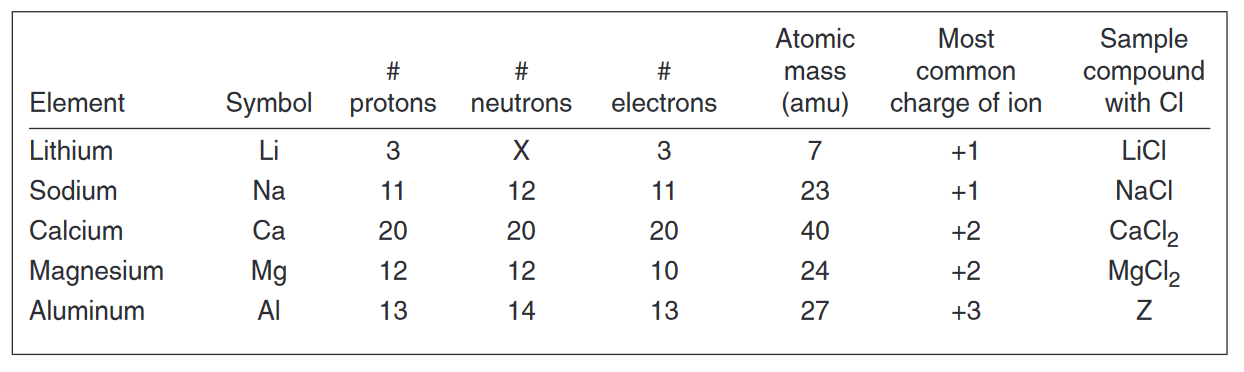 Atomic Most Sample
# # # mass common compound
Element Symbol protons neutrons electrons (amu) charge of ion with Cl
Lithium Li 3 X 3 7 +1 LiCl
Sodium Na 11 12 11 23 +1 NaCl
Calcium Ca 20 20 20 40 +2 CaCl₂
Magnesium Mg 12 12 10 24 +2 MgCl₂
Aluminum Al 13 14 13 27 +3 Z